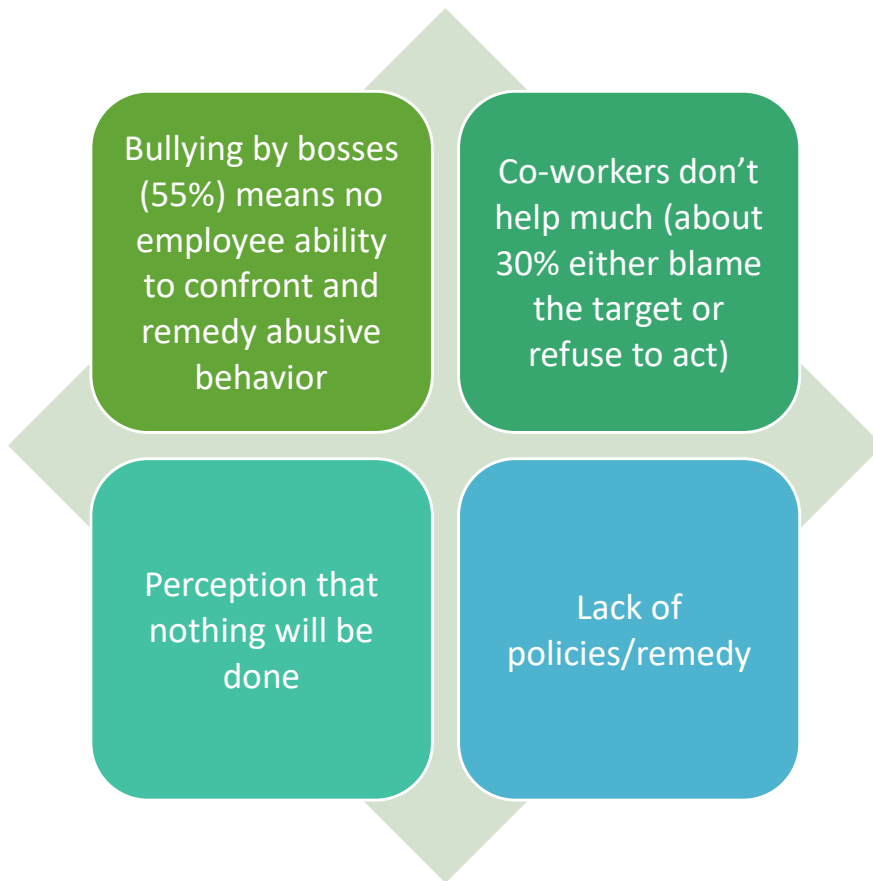 Bullying by bosses
(55%) means no
employee ability
to confront and
remedy abusive
behavior
Co-workers don’t
help much (about
30% either blame
the target or
refuse to act)
Perception that
nothing will be
done
Lack of
policies/remedy